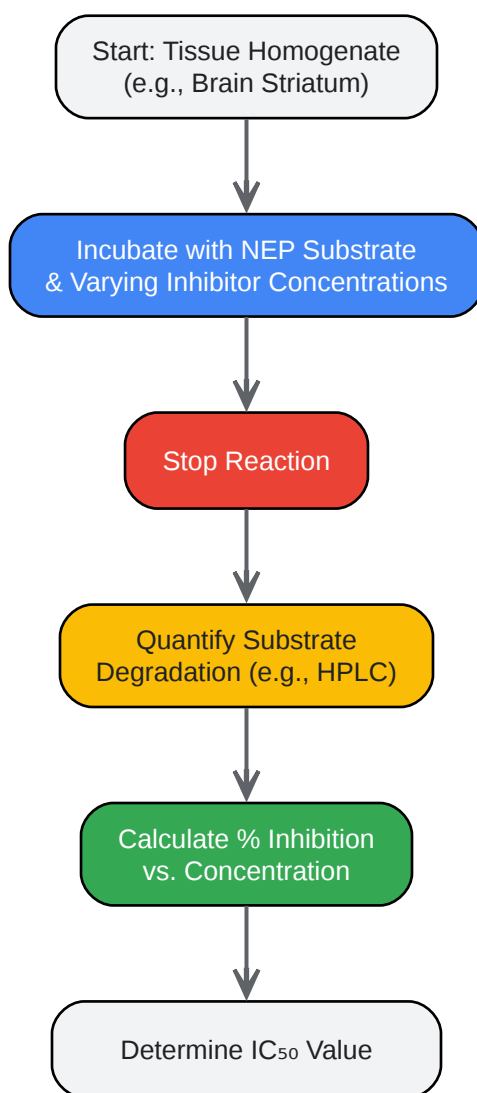 Start: Tissue Homogenate
(e.g., Brain Striatum)
Incubate with NEP Substrate
& Varying Inhibitor Concentrations
Stop Reaction
Quantify Substrate
Degradation (e.g., HPLC)
Calculate % Inhibition
vs. Concentration
Determine IC₅₀ Value